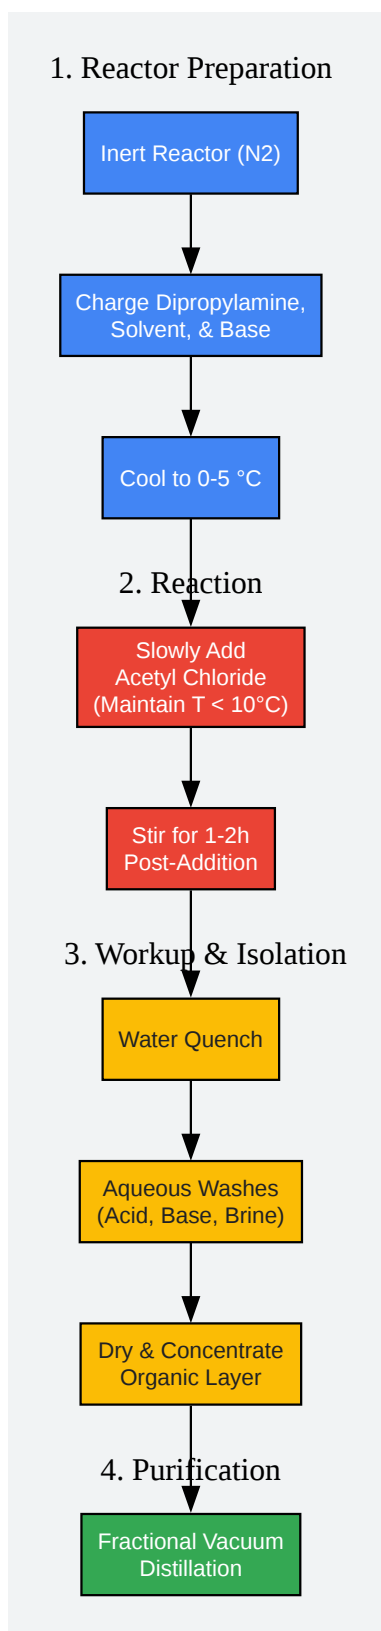 1. Reactor Preparation
Inert Reactor (N2)
Charge Dipropylamine,
Solvent, & Base
Cool to 0-5 °C
2. Reaction
Slowly Add
Acetyl Chloride
(Maintain T < 10°C)
Stir for 1-2h
Post-Addition
3. Workup & Isolation
Water Quench
Aqueous Washes
(Acid, Base, Brine)
Dry & Concentrate
Organic Layer
4. Purification
Fractional Vacuum
Distillation